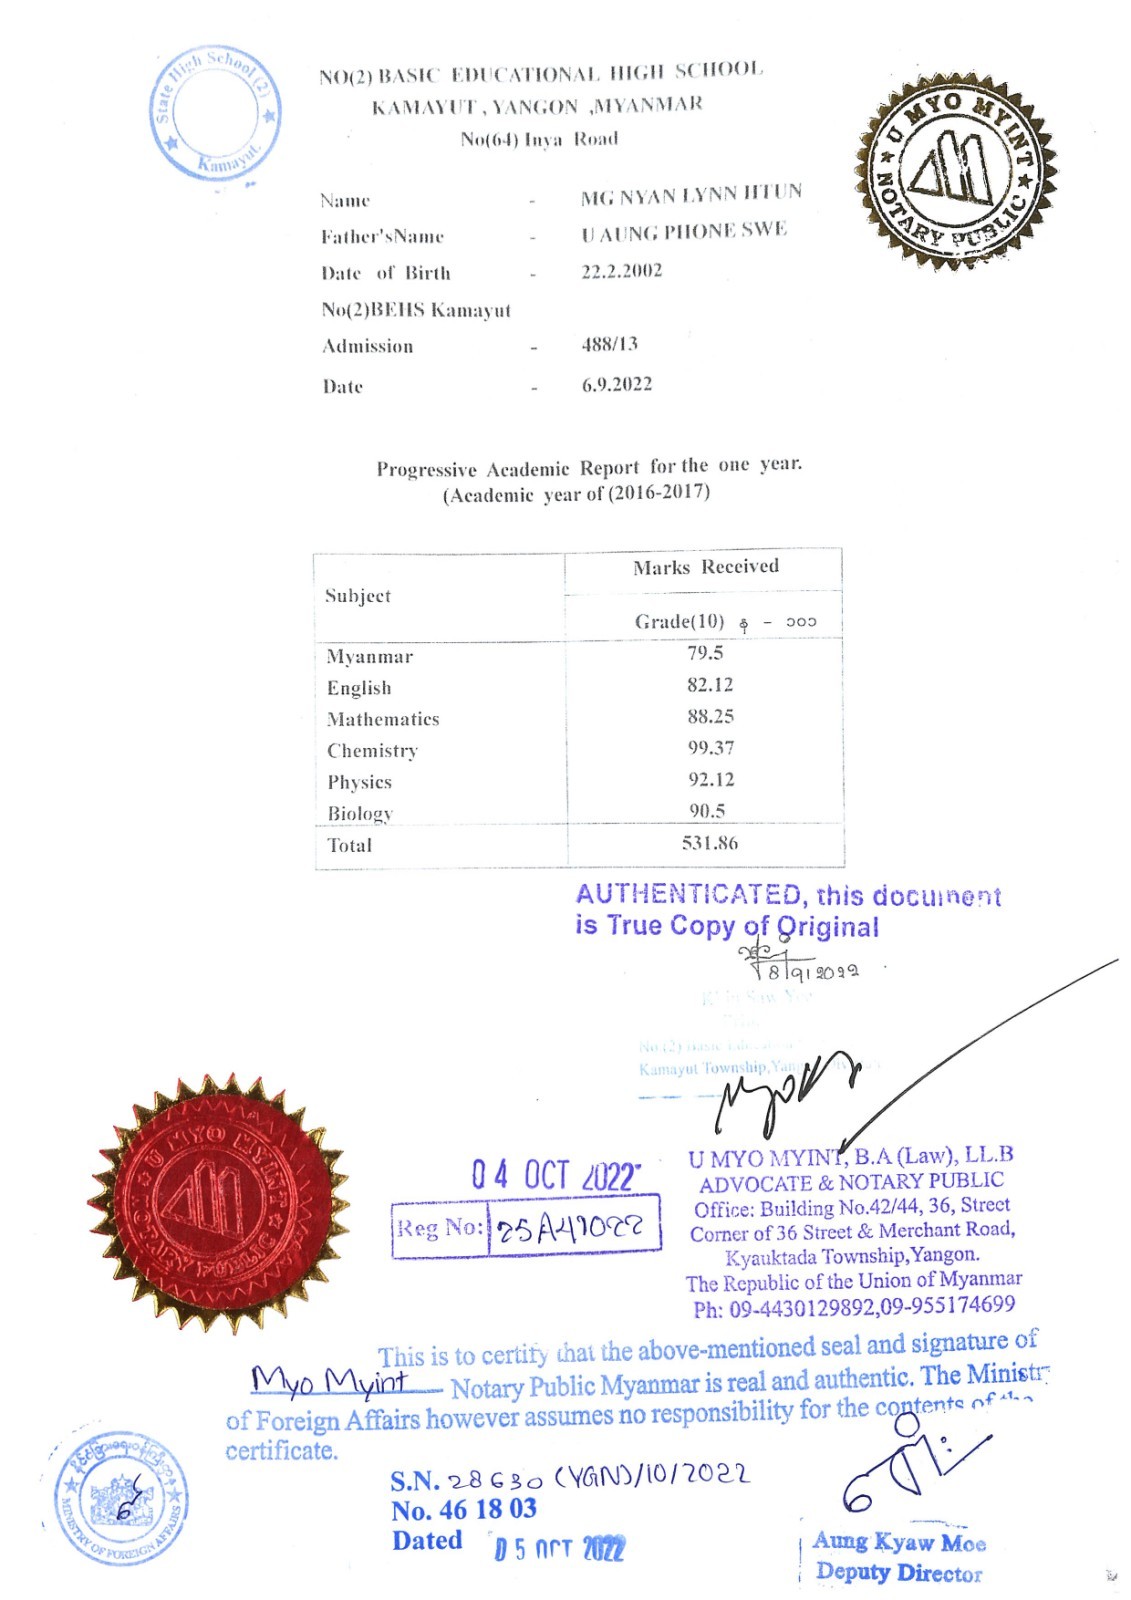 State High School (2)
Kamayut.
NO(2) BASIC EDUCATIONAL HIGH SCHOOL
KAMAYUT , YANGON ,MYANMAR
No(64) Inya Road
U MYO MYINT
NOTARY PUBLIC
Name - MG NYAN LYNN HTUN
Father'sName - U AUNG PHONE SWE
Date of Birth - 22.2.2002
No(2)BEHS Kamayut
Admission - 488/13
Date - 6.9.2022
Progressive Academic Report for the one year.
(Academic year of (2016-2017)
Subject Marks Received
Grade(10) န - ၁၀၁
Myanmar 79.5
English 82.12
Mathematics 88.25
Chemistry 99.37
Physics 92.12
Biology 90.5
Total 531.86
AUTHENTICATED, this document
is True Copy of Original
8/9/2022
No.(2) Basic
Kamayut Township,
U MYO MYINT
NOTARY PUBLIC
04 OCT 2022
Reg No: 25A41022
U MYO MYINT, B.A (Law), LL.B
ADVOCATE & NOTARY PUBLIC
Office: Building No.42/44, 36, Street
Corner of 36 Street & Merchant Road,
Kyauktada Township,Yangon.
The Republic of the Union of Myanmar
Ph: 09-4430129892,09-955174699
This is to certify that the above-mentioned seal and signature of
Myo Myint Notary Public Myanmar is real and authentic. The Ministry
of Foreign Affairs however assumes no responsibility for the contents of the
certificate.
MINISTRY OF FOREIGN AFFAIRS
S.N. 28630 (YGN)/10/2022
No. 46 18 03
Dated 05 OCT 2022
Aung Kyaw Moe
Deputy Director